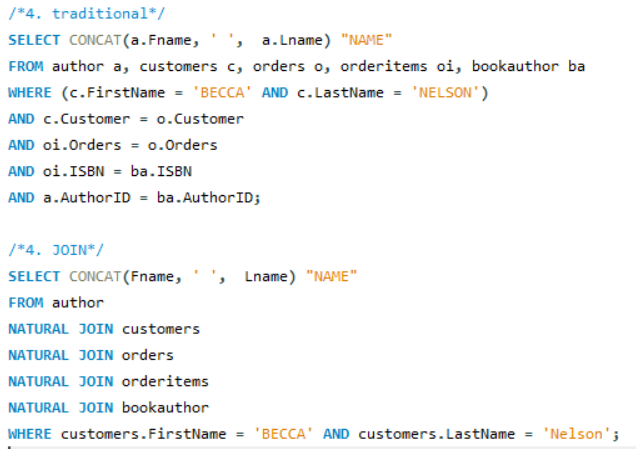 /*4. traditional*/
SELECT CONCAT(a.Fname, ' ',  a.Lname) "NAME"
FROM author a, customers c, orders o, orderitems oi, bookauthor ba
WHERE (c.FirstName = 'BECCA' AND c.LastName = 'NELSON')
AND c.Customer = o.Customer
AND oi.Orders = o.Orders
AND oi.ISBN = ba.ISBN
AND a.AuthorID = ba.AuthorID;
/*4. JOIN*/
SELECT CONCAT(Fname, ' ',  Lname) "NAME"
FROM author
NATURAL JOIN customers
NATURAL JOIN orders
NATURAL JOIN orderitems
NATURAL JOIN bookauthor
WHERE customers.FirstName = 'BECCA' AND customers.LastName = 'Nelson';